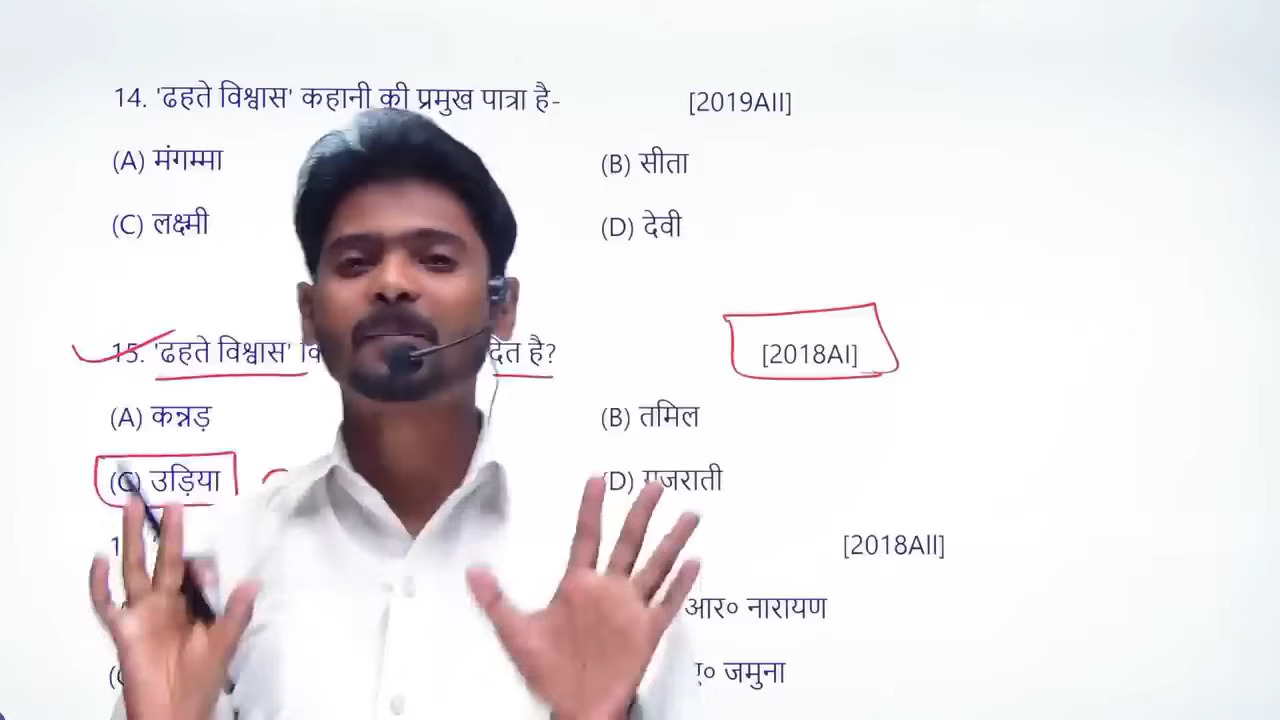 14. 'ढहते विश्वास' कहानी की प्रमुख पात्रा है- [2019AII]
(A) मंगम्मा (B) सीता
(C) लक्ष्मी (D) देवी
15. 'ढहते विश्वास' है? [2018AI]
(A) कन्नड़ (B) तमिल
(C) उड़िया (D) गुजराती
[2018AII]
आर० नारायण
जमुना